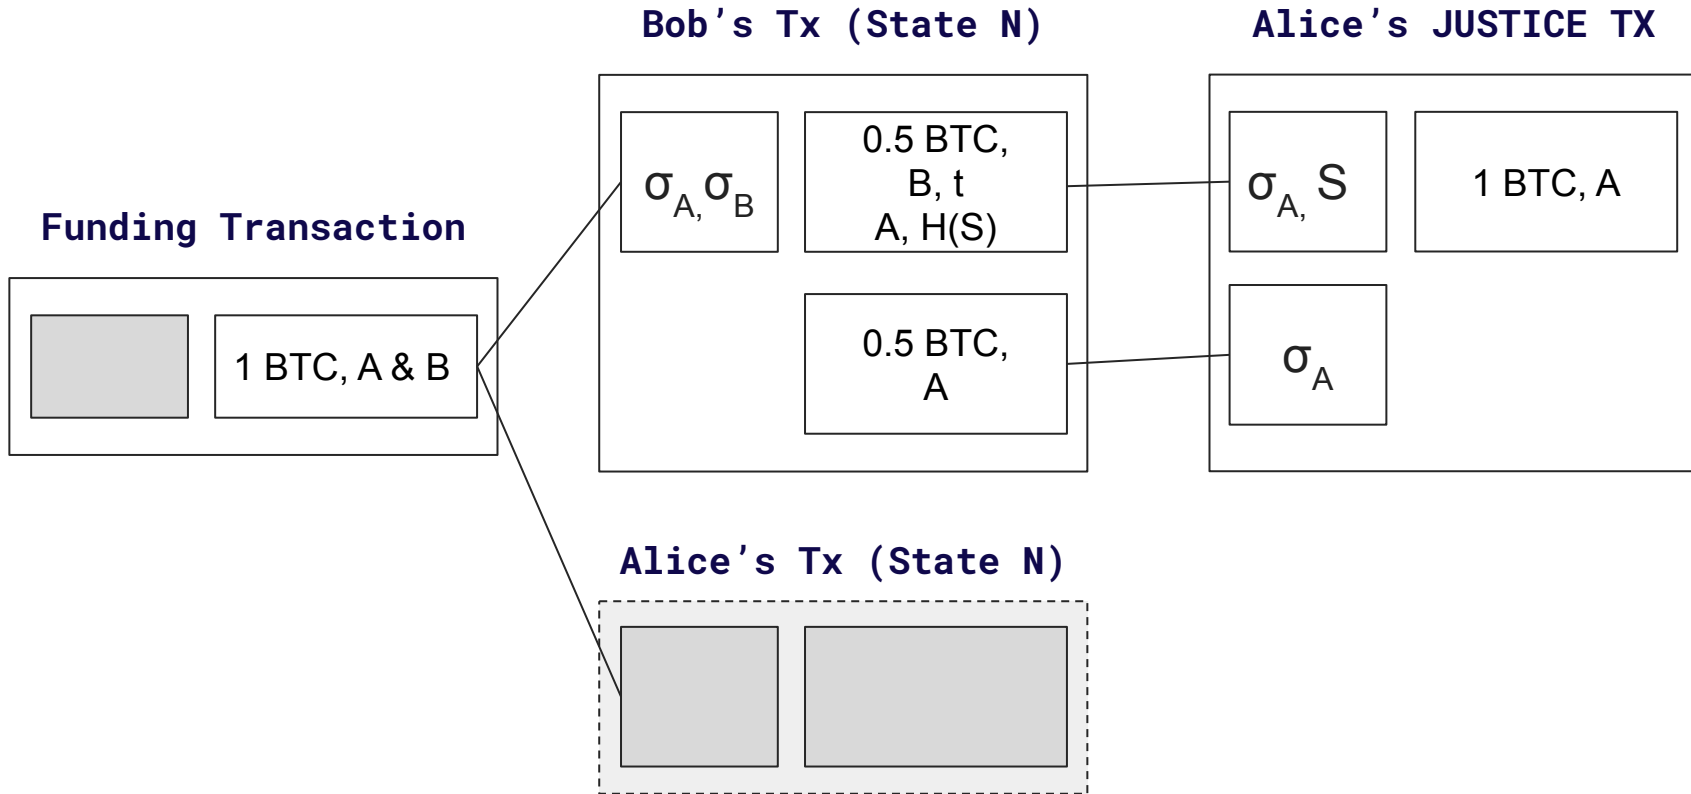 Bob’s Tx (State N)
Alice’s JUSTICE TX
Funding Transaction
1 BTC, A & B
σA, σB
0.5 BTC,
B, t
A, H(S)
0.5 BTC,
A
σA, S
1 BTC, A
σA
Alice’s Tx (State N)